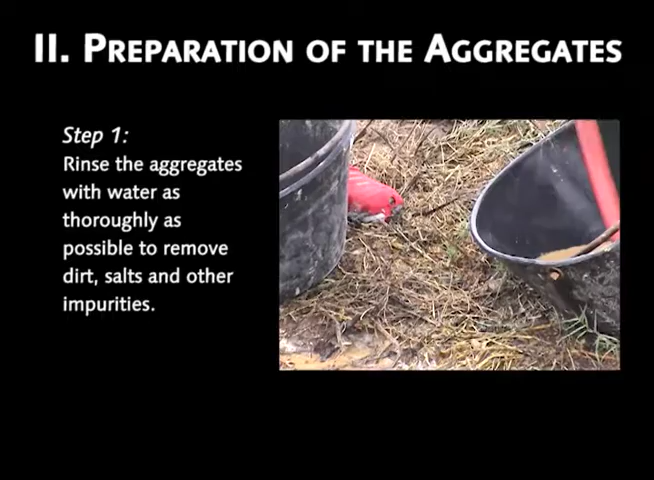 II. Preparation of the Aggregates
Step 1:
Rinse the aggregates
with water as
thoroughly as
possible to remove
dirt, salts and other
impurities.